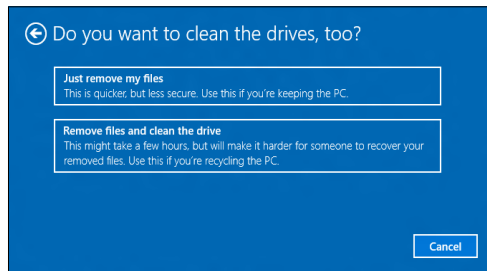 Do you want to clean the drives, too?
Just remove my files
This is quicker, but less secure. Use this if you're keeping the PC.
Remove files and clean the drive
This might take a few hours, but will make it harder for someone to recover your
removed files. Use this if you're recycling the PC.
Cancel